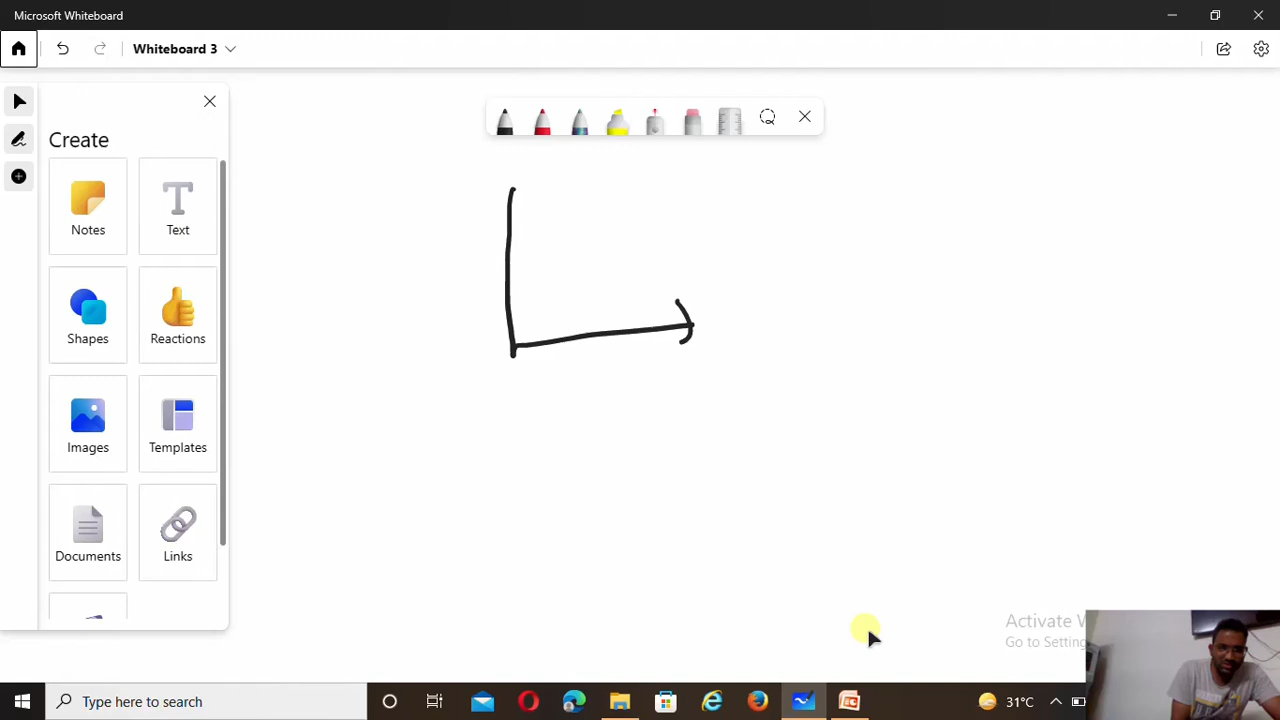 Microsoft Whiteboard
Whiteboard 3
Create
Notes
Text
Shapes
Reactions
Images
Templates
Documents
Links
Activate
Go to Setting
Type here to search
31°C